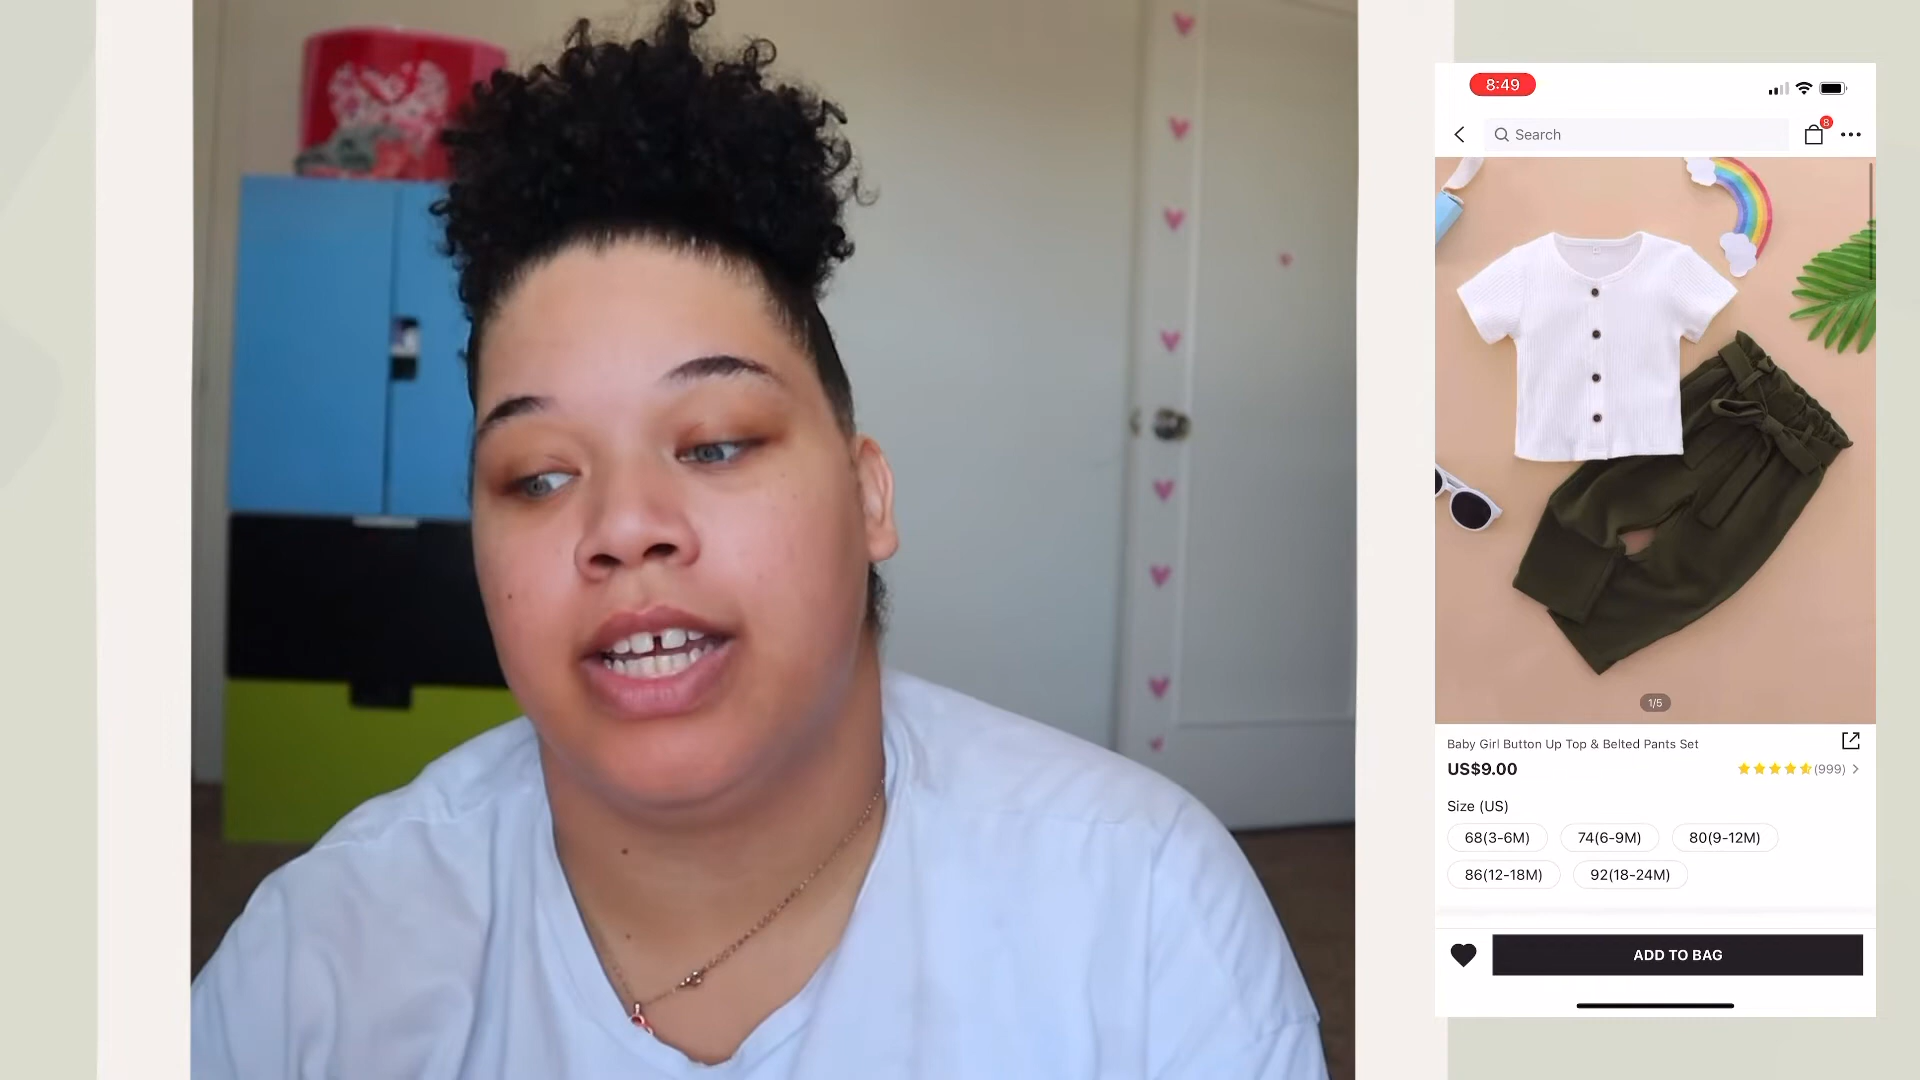 8:49
Search
8
1/5
Baby Girl Button Up Top & Belted Pants Set
US$9.00
(999)
Size (US)
68(3-6M) 74(6-9M) 80(9-12M)
86(12-18M) 92(18-24M)
ADD TO BAG